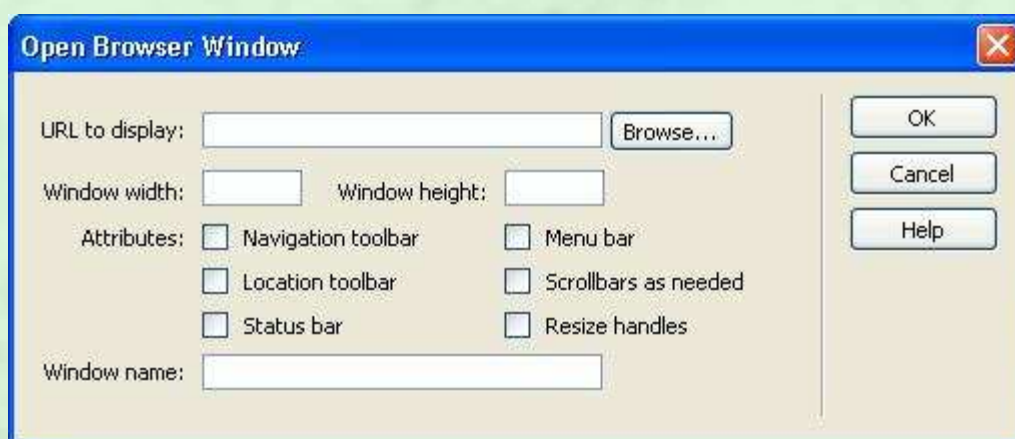 Open Browser Window
URL to display: Browse...
OK
Window width: Window height:
Cancel
Attributes: Navigation toolbar Menu bar
Help
Location toolbar Scrollbars as needed
Status bar Resize handles
Window name: